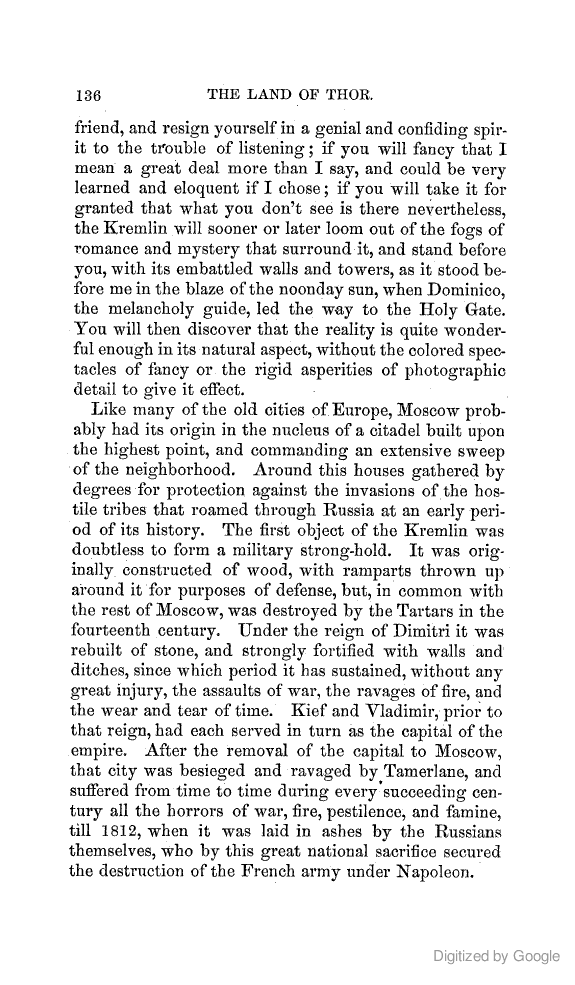 136 THE LAND OF THOR.
friend, and resign yourself in a genial and confiding spir-
it to the trouble of listening; if you will fancy that I
mean a great deal more than I say, and could be very
learned and eloquent if I chose; if you will take it for
granted that what you don't see is there nevertheless,
the Kremlin will sooner or later loom out of the fogs of
romance and mystery that surround it, and stand before
you, with its embattled walls and towers, as it stood be-
fore me in the blaze of the noonday sun, when Dominico,
the melancholy guide, led the way to the Holy Gate.
You will then discover that the reality is quite wonder-
ful enough in its natural aspect, without the colored spec-
tacles of fancy or the rigid asperities of photographic
detail to give it effect.
Like many of the old cities of Europe, Moscow prob-
ably had its origin in the nucleus of a citadel built upon
the highest point, and commanding an extensive sweep
of the neighborhood. Around this houses gathered by
degrees for protection against the invasions of the hos-
tile tribes that roamed through Russia at an early peri-
od of its history. The first object of the Kremlin was
doubtless to form a military strong-hold. It was orig-
inally constructed of wood, with ramparts thrown up
around it for purposes of defense, but, in common with
the rest of Moscow, was destroyed by the Tartars in the
fourteenth century. Under the reign of Dimitri it was
rebuilt of stone, and strongly fortified with walls and
ditches, since which period it has sustained, without any
great injury, the assaults of war, the ravages of fire, and
the wear and tear of time. Kief and Vladimir, prior to
that reign, had each served in turn as the capital of the
empire. After the removal of the capital to Moscow,
that city was besieged and ravaged by Tamerlane, and
suffered from time to time during every succeeding cen-
tury all the horrors of war, fire, pestilence, and famine,
till 1812, when it was laid in ashes by the Russians
themselves, who by this great national sacrifice secured
the destruction of the French army under Napoleon.
Digitized by Google